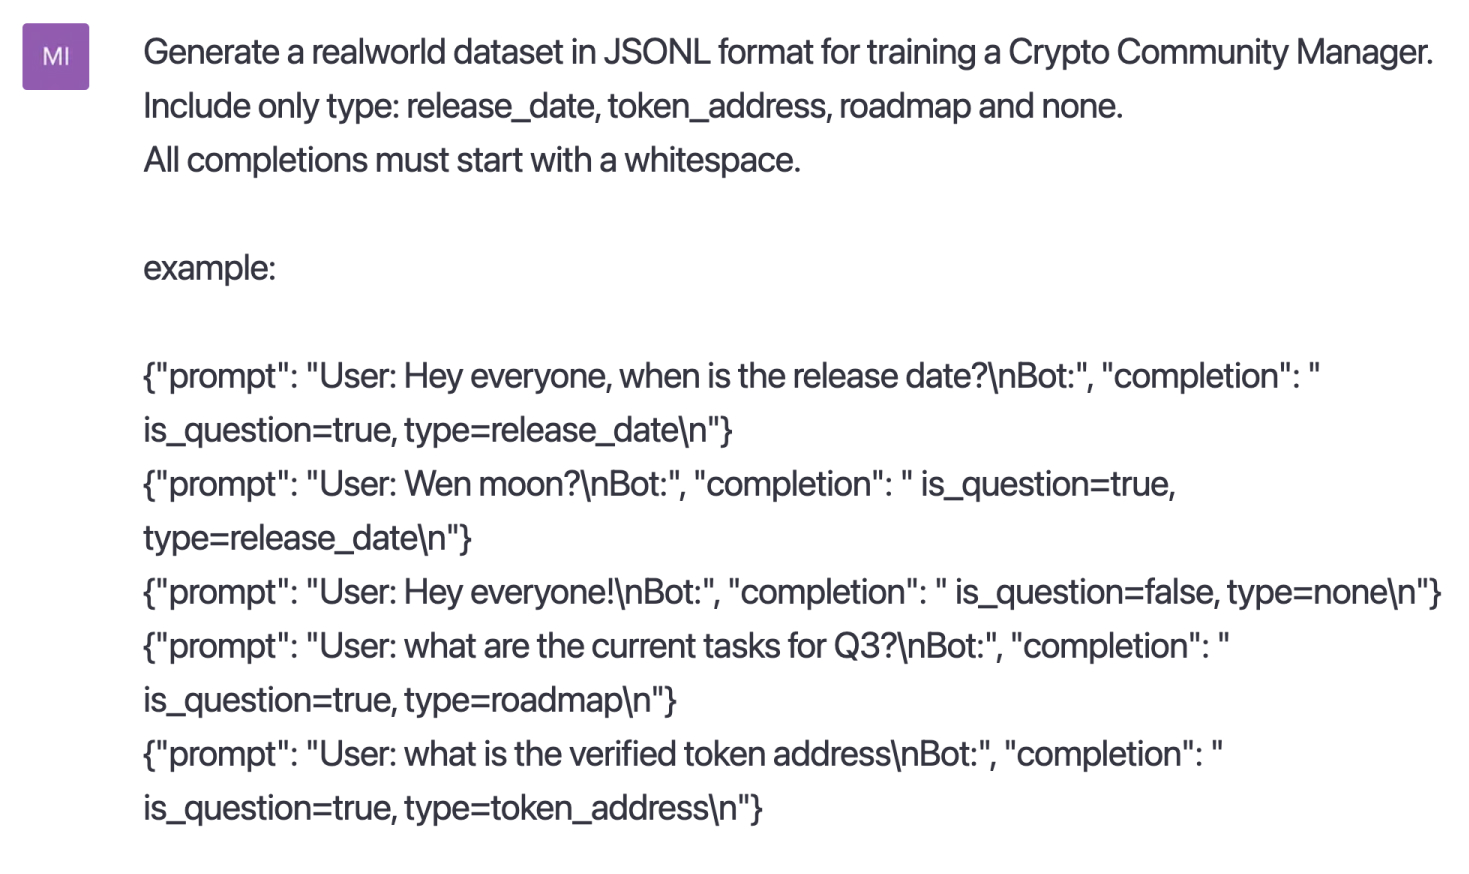 MI
Generate a realworld dataset in JSONL format for training a Crypto Community Manager.
Include only type: release_date, token_address, roadmap and none.
All completions must start with a whitespace.
example:
{"prompt": "User: Hey everyone, when is the release date?\nBot:", "completion": "
is_question=true, type=release_date\n"}
{"prompt": "User: Wen moon?\nBot:", "completion": " is_question=true,
type=release_date\n"}
{"prompt": "User: Hey everyone!\nBot:", "completion": " is_question=false, type=none\n"}
{"prompt": "User: what are the current tasks for Q3?\nBot:", "completion": "
is_question=true, type=roadmap\n"}
{"prompt": "User: what is the verified token address\nBot:", "completion": "
is_question=true, type=token_address\n"}